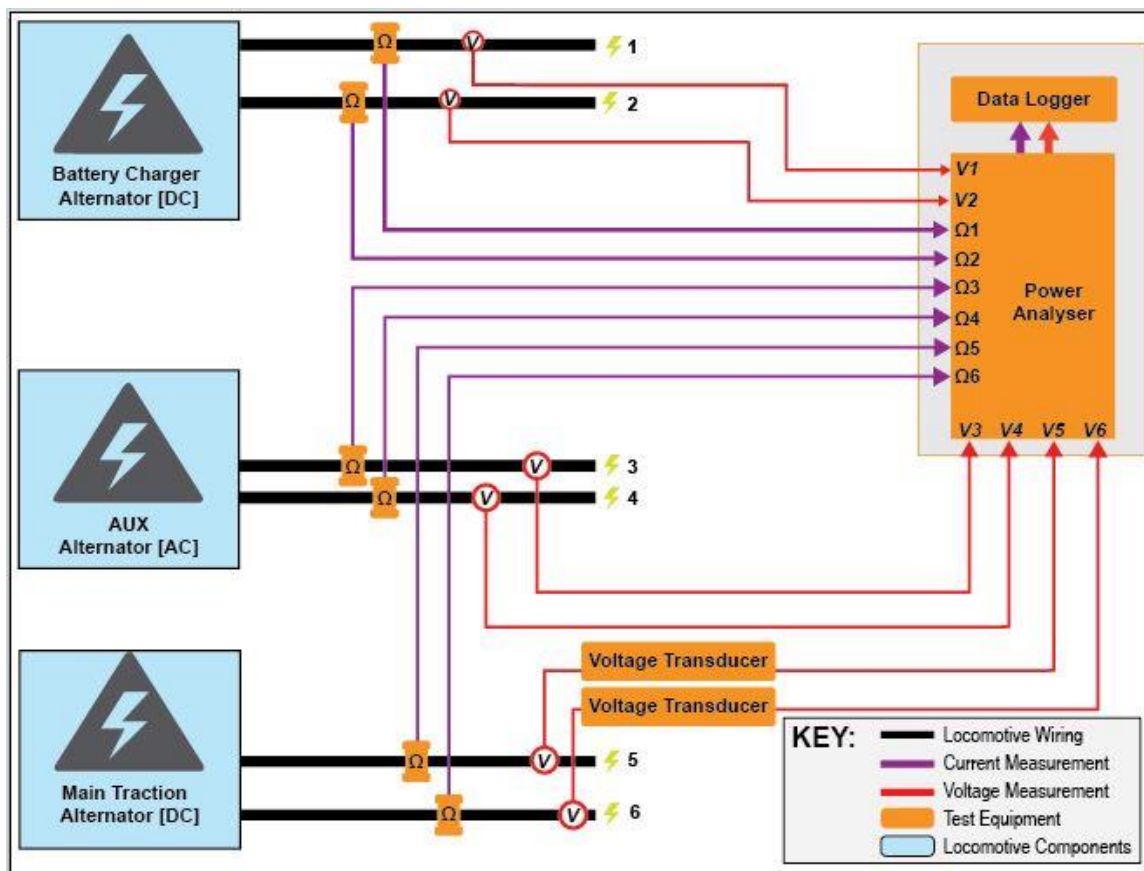 Ω
V
1
Ω
V
2
Battery Charger
Alternator [DC]
Data Logger
V1
V2
Ω1
Ω2
Ω3
Ω4
Ω5
Ω6
Power
Analyser
V3 V4 V5 V6
Ω
V
3
Ω
V
4
AUX
Alternator [AC]
Voltage Transducer
Voltage Transducer
Ω
V
5
Ω
V
6
Main Traction
Alternator [DC]
KEY:
Locomotive Wiring
Current Measurement
Voltage Measurement
Test Equipment
Locomotive Components